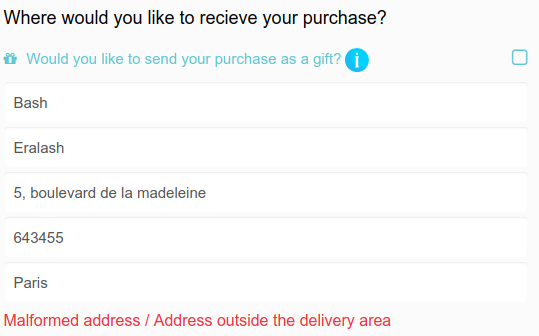 Where would you like to recieve your purchase?
Would you like to send your purchase as a gift? i
Bash
Eralash
5, boulevard de la madeleine
643455
Paris
Malformed address / Address outside the delivery area